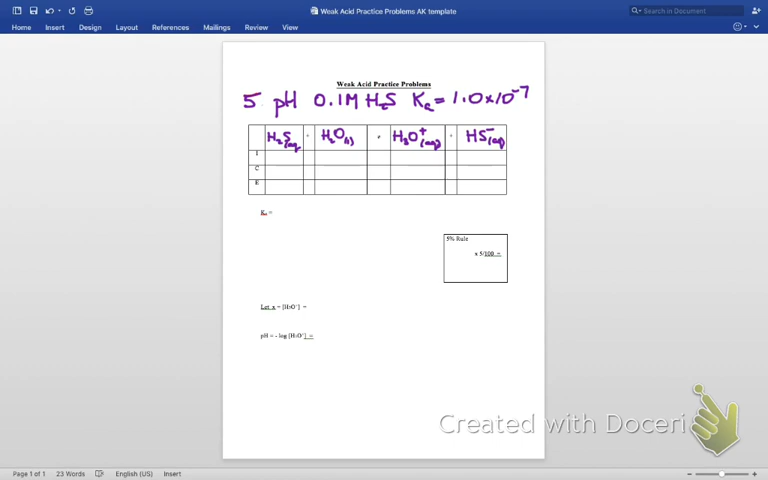 Weak Acid Practice Problems AK template
Search in Document
Home Insert Design Layout References Mailings Review View
Weak Acid Practice Problems
5 pH 0.1M H₂S Kₐ = 1.0x10⁻⁷
H₂S(aq + H₂O(l) H₃O⁺(aq) + HS⁻(aq)
I
C
E
Kₐ =
5% Rule
x 5/100 =
Let x = [H₃O⁺] =
pH = - log [H₃O⁺] =
Created with Doceri
Page 1 of 1 23 Words English (US) Insert